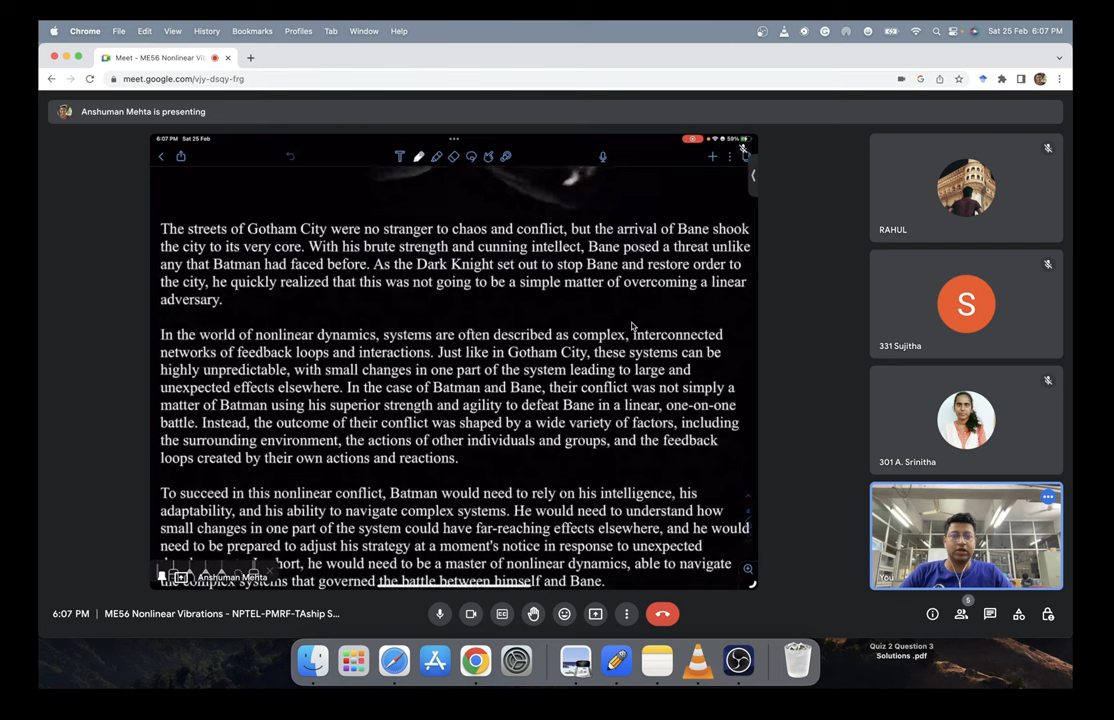 Chrome File Edit View History Bookmarks Profiles Tab Window Help Sat 25 Feb 6:07 PM
Meet - ME56 Nonlinear Vib
meet.google.com/vjy-dsqy-frg
Anshuman Mehta is presenting
6:07 PM Sat 25 Feb 59%
The streets of Gotham City were no stranger to chaos and conflict, but the arrival of Bane shook
the city to its very core. With his brute strength and cunning intellect, Bane posed a threat unlike
any that Batman had faced before. As the Dark Knight set out to stop Bane and restore order to
the city, he quickly realized that this was not going to be a simple matter of overcoming a linear
adversary.
In the world of nonlinear dynamics, systems are often described as complex, interconnected
networks of feedback loops and interactions. Just like in Gotham City, these systems can be
highly unpredictable, with small changes in one part of the system leading to large and
unexpected effects elsewhere. In the case of Batman and Bane, their conflict was not simply a
matter of Batman using his superior strength and agility to defeat Bane in a linear, one-on-one
battle. Instead, the outcome of their conflict was shaped by a wide variety of factors, including
the surrounding environment, the actions of other individuals and groups, and the feedback
loops created by their own actions and reactions.
To succeed in this nonlinear conflict, Batman would need to rely on his intelligence, his
adaptability, and his ability to navigate complex systems. He would need to understand how
small changes in one part of the system could have far-reaching effects elsewhere, and he would
need to be prepared to adjust his strategy at a moment's notice in response to unexpected
hort, he would need to be a master of nonlinear dynamics, able to navigate
that governed the battle between himself and Bane.
Anshuman Mehta
RAHUL
S
331 Sujitha
301 A. Srinitha
You
6:07 PM | ME56 Nonlinear Vibrations - NPTEL-PMRF-TAship S...
5
Quiz 2 Question 3
Solutions .pdf